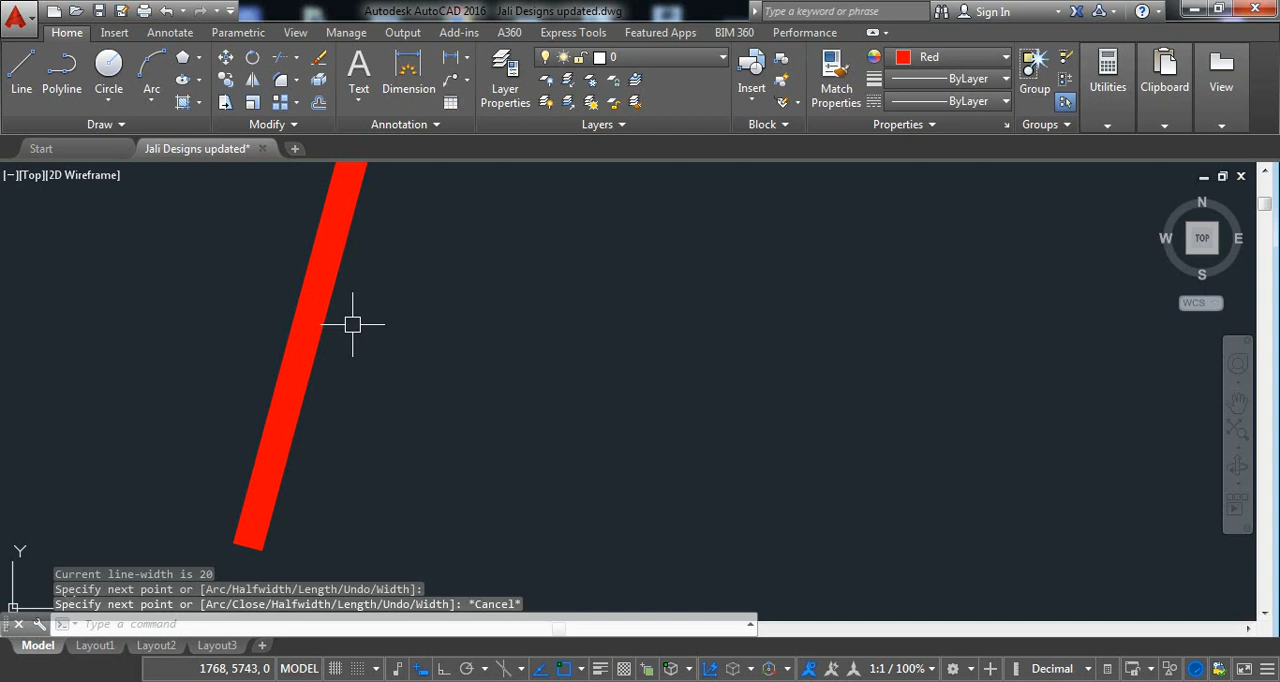 Autodesk AutoCAD 2016 Jali Designs updated.dwg
Type a keyword or phrase
Sign In
Home Insert Annotate Parametric View Manage Output Add-ins A360 Express Tools Featured Apps BIM 360 Performance
Line Polyline Circle Arc
Draw
Modify
Text Dimension
Annotation
Layer Properties
0
Layers
Insert
Block
Match Properties
Red
ByLayer
ByLayer
Properties
Group
Groups
Utilities
Clipboard
View
Start
Jali Designs updated*
[−][Top][2D Wireframe]
N
W TOP E
S
WCS
Y
Current line-width is 20
Specify next point or [Arc/Halfwidth/Length/Undo/Width]:
Specify next point or [Arc/Close/Halfwidth/Length/Undo/Width]: *Cancel*
Type a command
Model Layout1 Layout2 Layout3 +
1768, 5743, 0 MODEL 1:1 / 100% Decimal